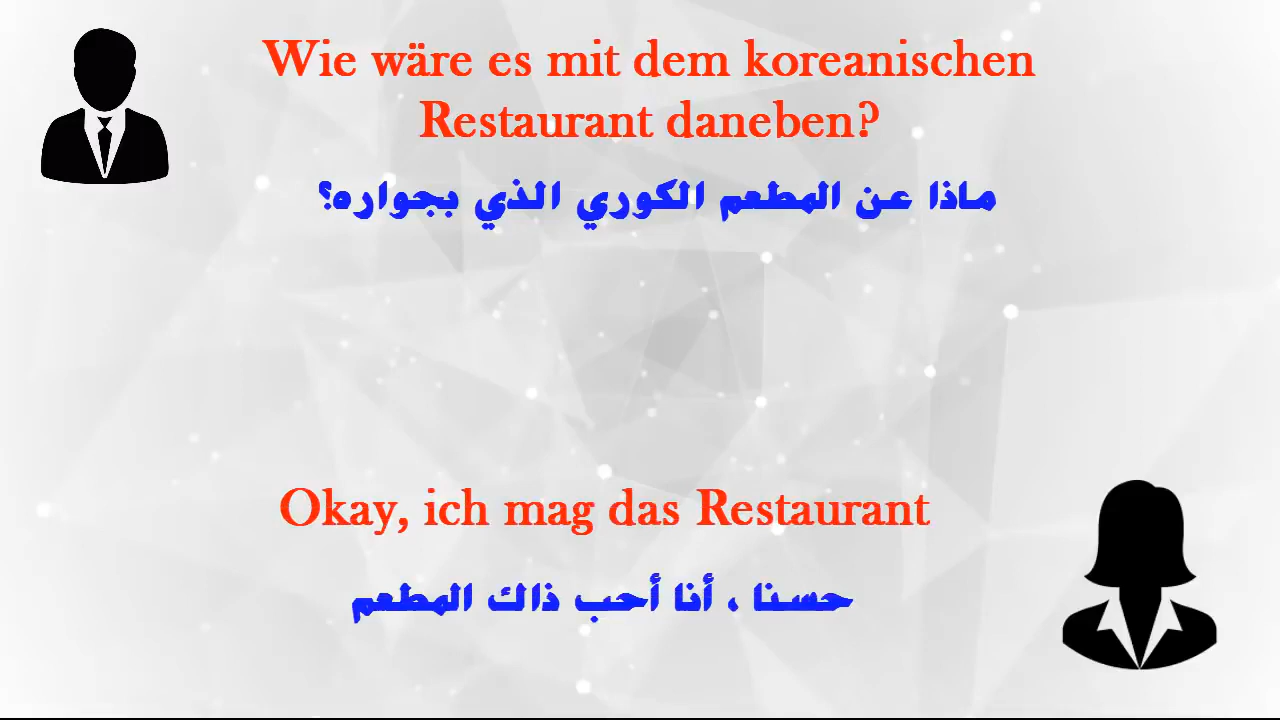 Wie wäre es mit dem koreanischen
Restaurant daneben?
ماذا عن المطعم الكوري الذي بجواره؟
Okay, ich mag das Restaurant
حسنا ، أنا أحب ذاك المطعم